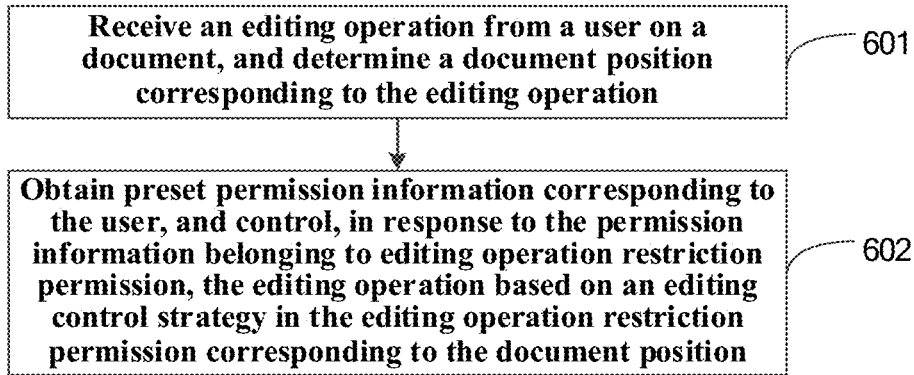 Receive an editing operation from a user on a
document, and determine a document position
corresponding to the editing operation
601
Obtain preset permission information corresponding to
the user, and control, in response to the permission
information belonging to editing operation restriction
permission, the editing operation based on an editing
control strategy in the editing operation restriction
permission corresponding to the document position
602